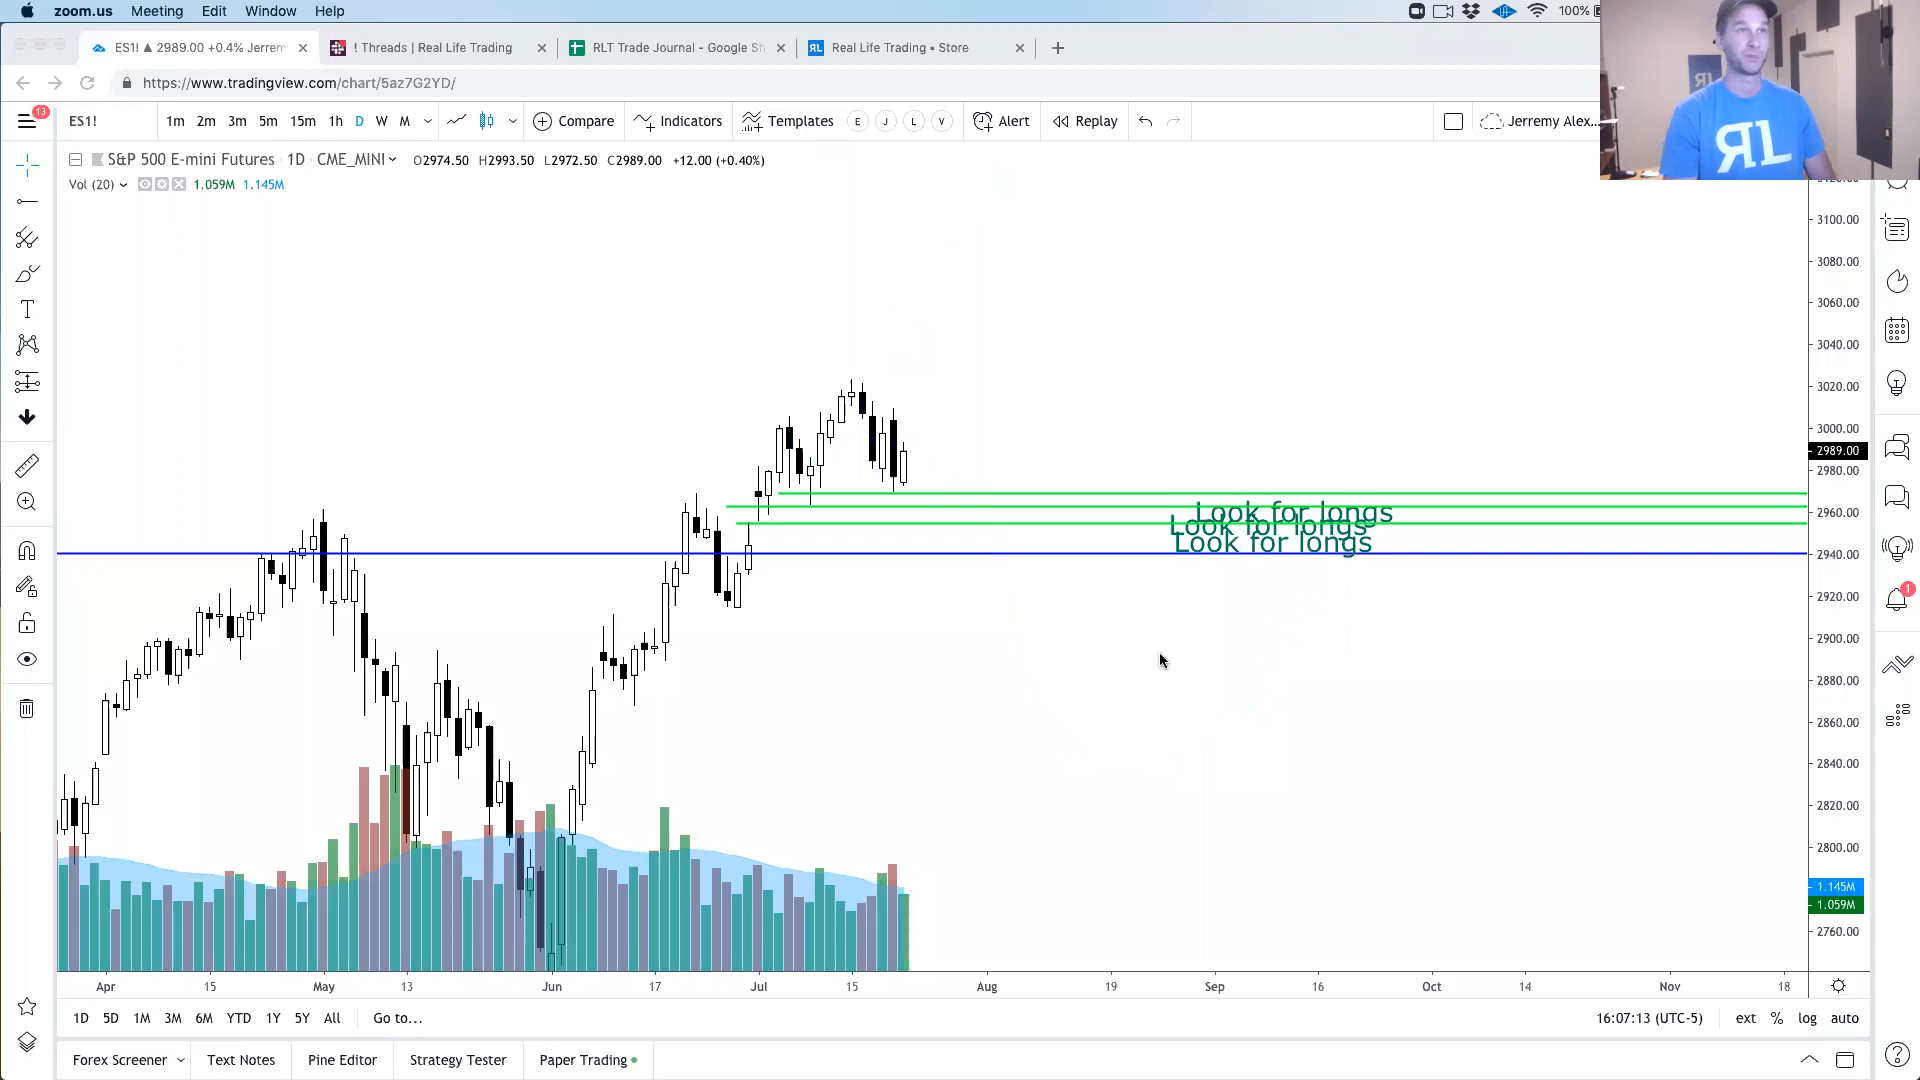 zoom.us Meeting Edit Window Help 100%
ES1! ▲ 2989.00 +0.4% Jerrem ! Threads | Real Life Trading RLT Trade Journal - Google Sh Real Life Trading • Store
RL
https://www.tradingview.com/chart/5az7G2YD/
13
ES1! 1m 2m 3m 5m 15m 1h D W M Compare Indicators Templates E J L V Alert Replay Jerremy Alex...
RL
S&P 500 E-mini Futures · 1D · CME_MINI O2974.50 H2993.50 L2972.50 C2989.00 +12.00 (+0.40%)
Vol (20) 1.059M 1.145M
3100.00
3080.00
3060.00
3040.00
3020.00
3000.00
2989.00
2980.00
2960.00
Look for longs
Look for longs
Look for longs
2940.00
2920.00
1
2900.00
2880.00
2860.00
2840.00
2820.00
2800.00
1.145M
1.059M
2760.00
Apr 15 May 13 Jun 17 Jul 15 Aug 19 Sep 16 Oct 14 Nov 18
1D 5D 1M 3M 6M YTD 1Y 5Y All Go to... 16:07:13 (UTC-5) ext % log auto
Forex Screener Text Notes Pine Editor Strategy Tester Paper Trading